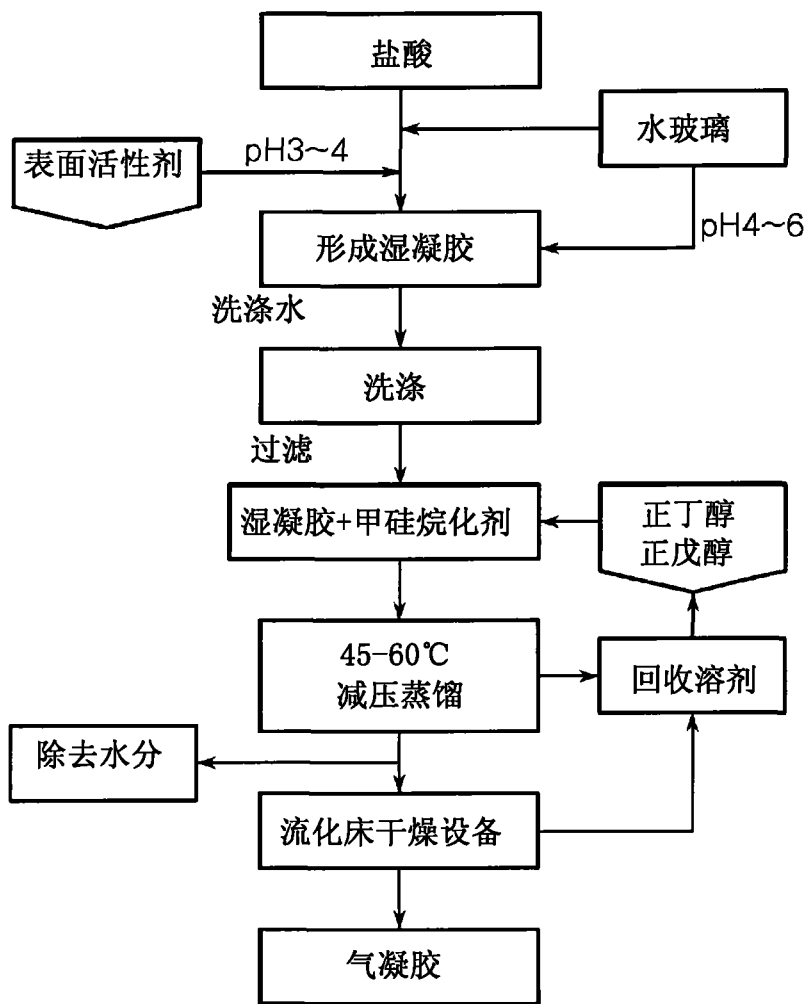 盐酸
水玻璃
表面活性剂
pH3~4
pH4~6
形成湿凝胶
洗涤水
洗涤
过滤
湿凝胶+甲硅烷化剂
正丁醇
正戊醇
45-60℃
减压蒸馏
回收溶剂
除去水分
流化床干燥设备
气凝胶